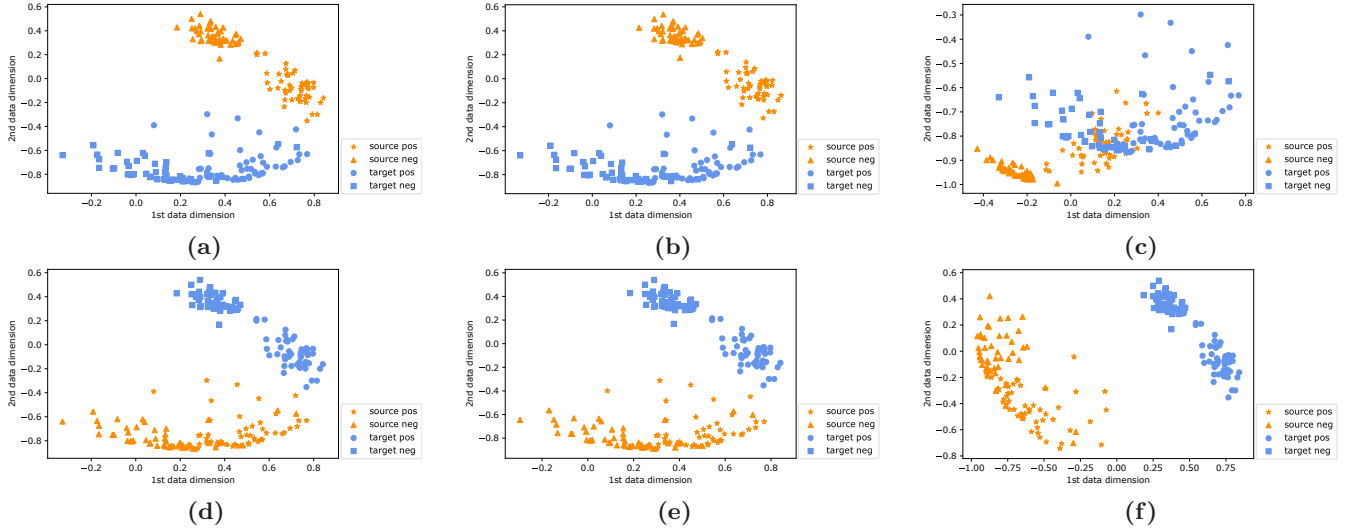 0.6
0.4
0.2
0.0
−0.2
−0.4
−0.6
−0.8
2nd data dimension
−0.2 0.0 0.2 0.4 0.6 0.8
1st data dimension
source pos
source neg
target pos
target neg
(a)
0.6
0.4
0.2
0.0
−0.2
−0.4
−0.6
−0.8
2nd data dimension
−0.2 0.0 0.2 0.4 0.6 0.8
1st data dimension
source pos
source neg
target pos
target neg
(b)
−0.3
−0.4
−0.5
−0.6
−0.7
−0.8
−0.9
−1.0
2nd data dimension
−0.4 −0.2 0.0 0.2 0.4 0.6 0.8
1st data dimension
source pos
source neg
target pos
target neg
(c)
0.6
0.4
0.2
0.0
−0.2
−0.4
−0.6
−0.8
2nd data dimension
−0.2 0.0 0.2 0.4 0.6 0.8
1st data dimension
source pos
source neg
target pos
target neg
(d)
0.6
0.4
0.2
0.0
−0.2
−0.4
−0.6
−0.8
2nd data dimension
−0.2 0.0 0.2 0.4 0.6 0.8
1st data dimension
source pos
source neg
target pos
target neg
(e)
0.6
0.4
0.2
0.0
−0.2
−0.4
−0.6
−0.8
2nd data dimension
−1.00 −0.75 −0.50 −0.25 0.00 0.25 0.50 0.75
1st data dimension
source pos
source neg
target pos
target neg
(f)